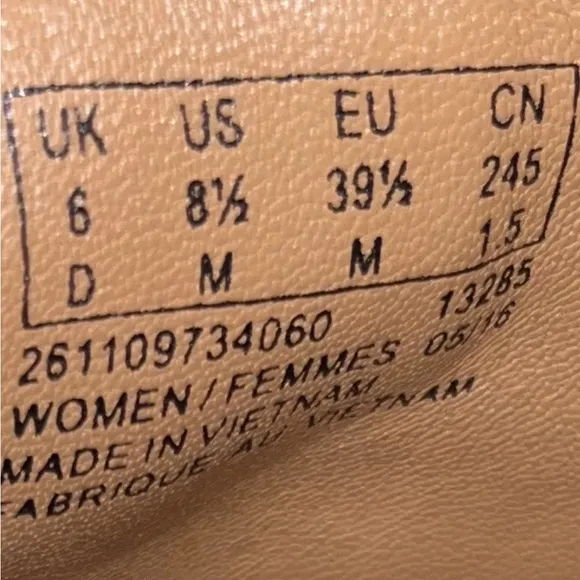 UK US EU CN
6 8½ 39½ 245
D M M 1.5
261109734060 13285
WOMEN/FEMMES 05/16
MADE IN VIETNAM
FABRIQUE AU VIETNAM